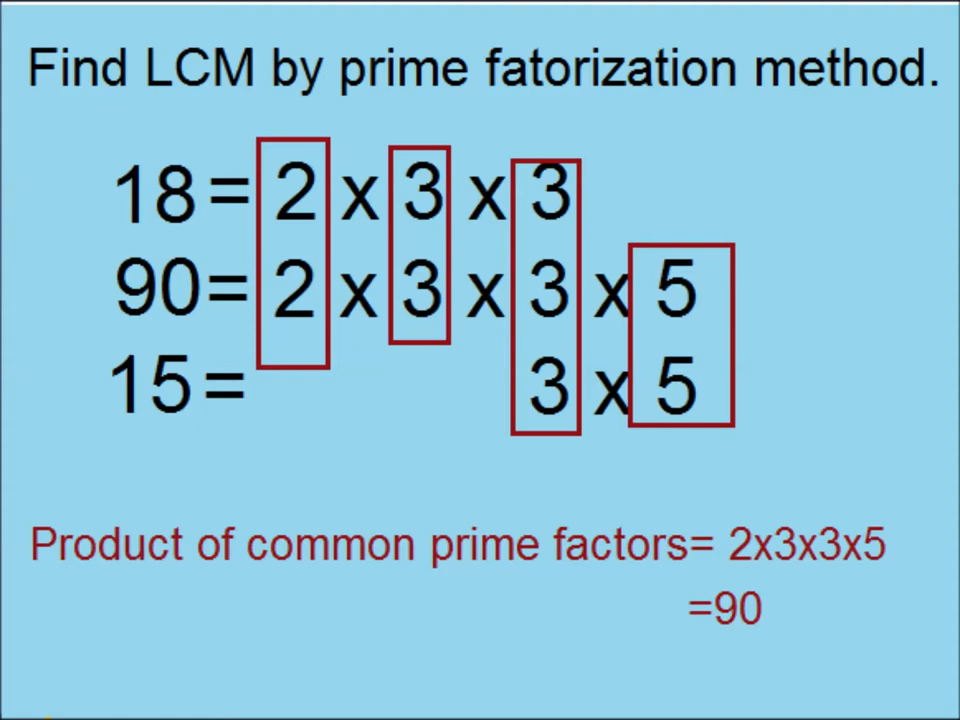 Find LCM by prime fatorization method.
18= 2 x 3 x 3
90= 2 x 3 x 3 x 5
15= 3 x 5
Product of common prime factors= 2x3x3x5
=90